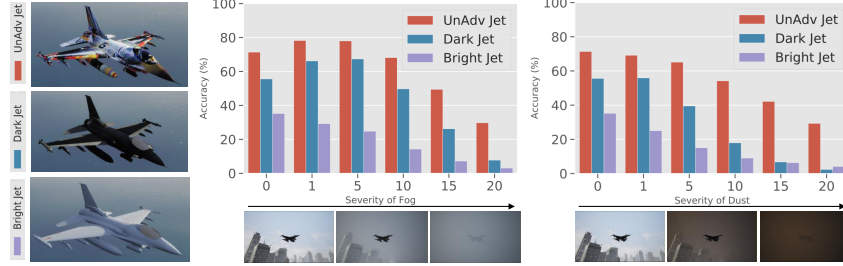 UnAdv Jet
Dark Jet
Bright Jet
Accuracy (%)
100
80
60
40
20
0
UnAdv Jet
Dark Jet
Bright Jet
0 1 5 10 15 20
Severity of Fog
Accuracy (%)
100
80
60
40
20
0
UnAdv Jet
Dark Jet
Bright Jet
0 1 5 10 15 20
Severity of Dust